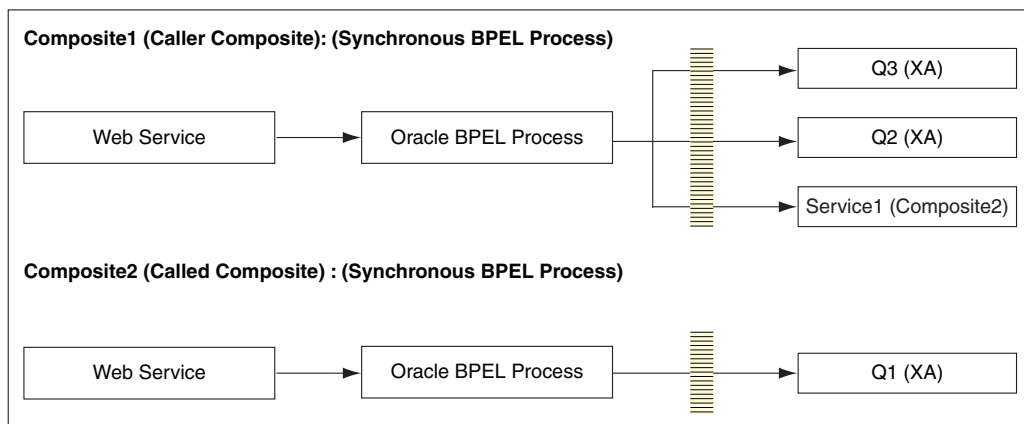 Composite1 (Caller Composite): (Synchronous BPEL Process)
Q3 (XA)
Web Service
Oracle BPEL Process
Q2 (XA)
Service1 (Composite2)
Composite2 (Called Composite) : (Synchronous BPEL Process)
Web Service
Oracle BPEL Process
Q1 (XA)